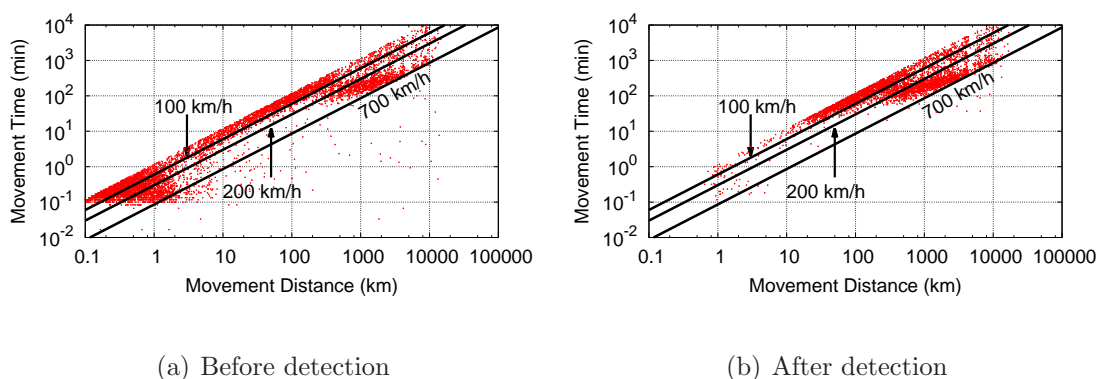 10^4
10^3
10^2
10^1
10^0
10^-1
10^-2
Movement Time (min)
100 km/h
200 km/h
700 km/h
0.1 1 10 100 1000 10000 100000
Movement Distance (km)
(a) Before detection
10^4
10^3
10^2
10^1
10^0
10^-1
10^-2
Movement Time (min)
100 km/h
200 km/h
700 km/h
0.1 1 10 100 1000 10000 100000
Movement Distance (km)
(b) After detection